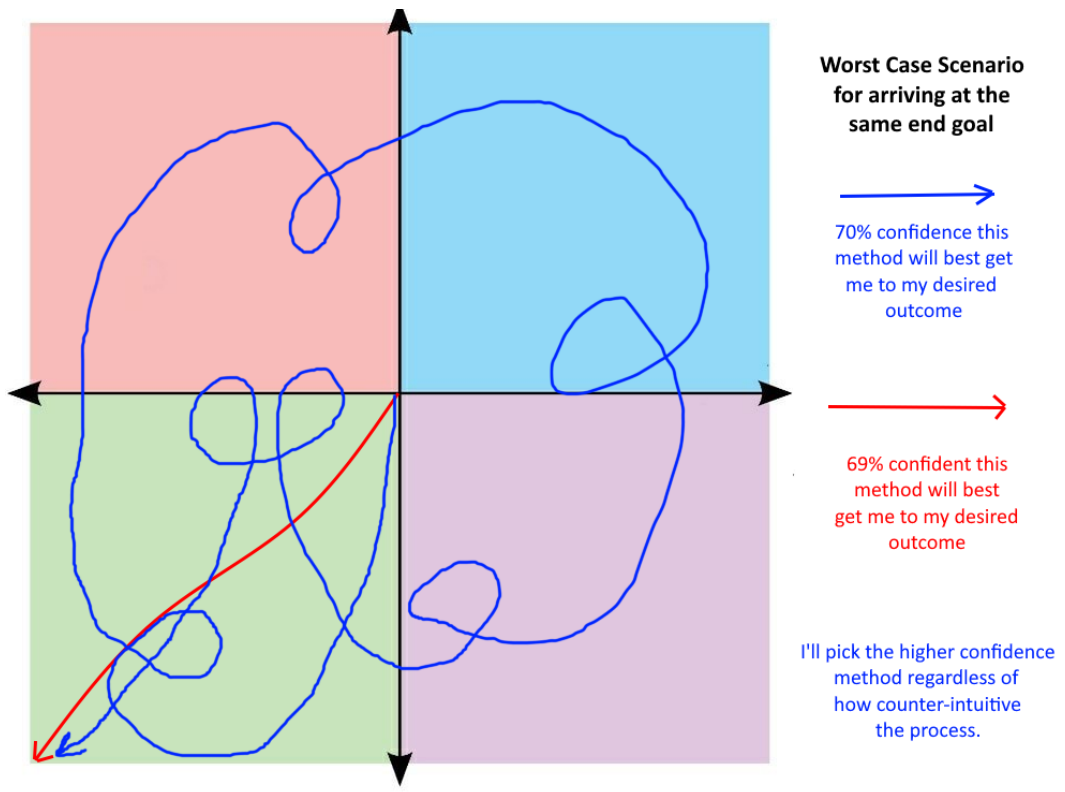 Worst Case Scenario
for arriving at the
same end goal
70% confidence this
method will best get
me to my desired
outcome
69% confident this
method will best
get me to my desired
outcome
I'll pick the higher confidence
method regardless of
how counter-intuitive
the process.